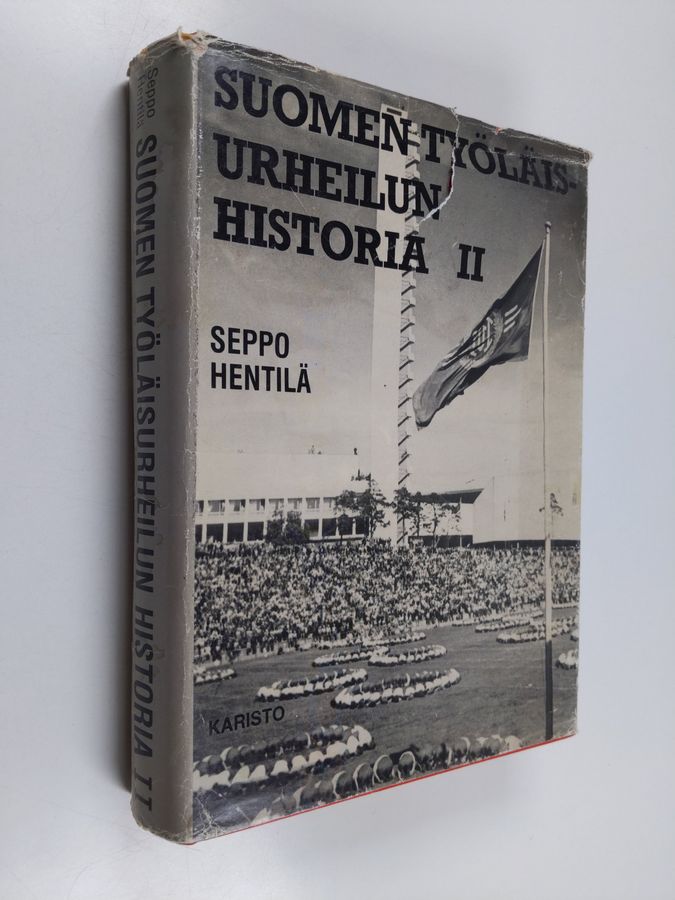 SUOMEN TYÖLÄIS-
URHEILUN
HISTORIA II
SEPPO
HENTILÄ
KARISTO
Seppo
Hentilä
SUOMEN TYÖLÄISURHEILUN HISTORIA II